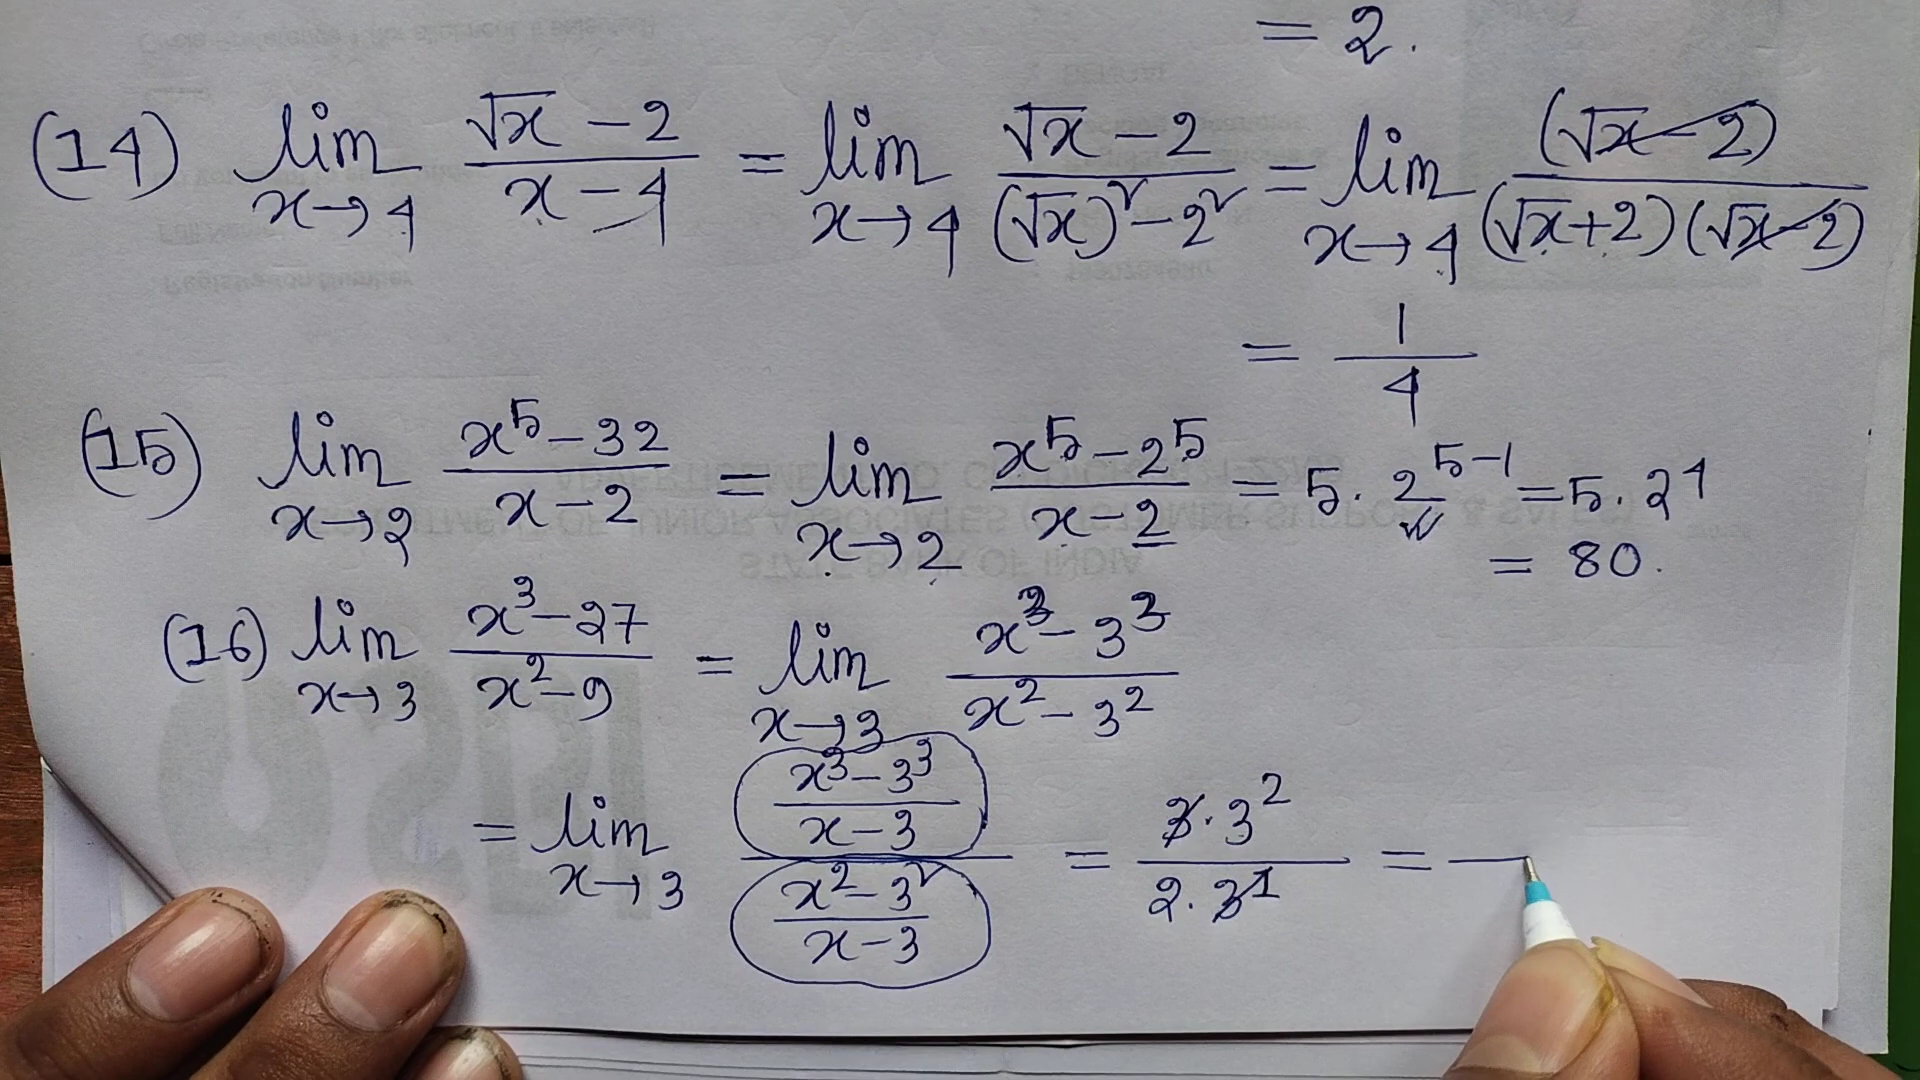 = 2.
(14) lim x→4 (√x − 2)/(x − 4) = lim x→4 (√x − 2)/((√x)² − 2²) = lim x→4 (√x − 2)/((√x + 2)(√x − 2))
= 1/4
(15) lim x→2 (x⁵ − 32)/(x − 2) = lim x→2 (x⁵ − 2⁵)/(x − 2) = 5 · 2⁵⁻¹ = 5 · 2⁴
= 80.
(16) lim x→3 (x³ − 27)/(x² − 9) = lim x→3 (x³ − 3³)/(x² − 3²)
= lim x→3 ((x³ − 3³)/(x − 3))/((x² − 3²)/(x − 3)) = (3 · 3²)/(2 · 3¹) =